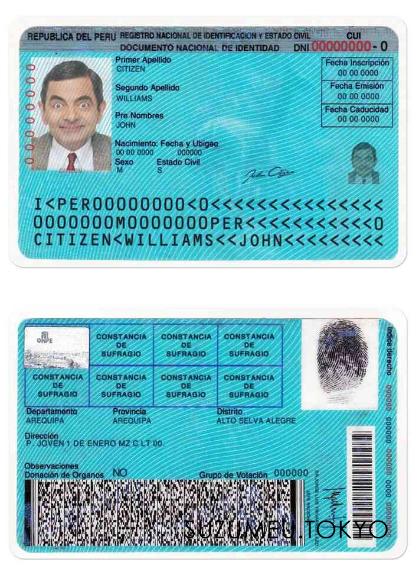 REPUBLICA DEL PERU REGISTRO NACIONAL DE IDENTIFICACION Y ESTADO CIVIL CUI
DOCUMENTO NACIONAL DE IDENTIDAD DNI 00000000 - 0
Primer Apellido
CITIZEN
Segundo Apellido
WILLIAMS
Pre Nombres
JOHN
Nacimiento: Fecha y Ubigeo
00 00 0000 000000
Sexo Estado Civil
M S
Fecha Inscripción
00 00 0000
Fecha Emisión
00 00 0000
Fecha Caducidad
00 00 0000
I<PER00000000<0<<<<<<<<<<<<<<<
0000000M0000000PER<<<<<<<<<<<0
CITIZEN<WILLIAMS<<JOHN<<<<<<<<
ONPE
CONSTANCIA DE SUFRAGIO
CONSTANCIA DE SUFRAGIO
CONSTANCIA DE SUFRAGIO
CONSTANCIA DE SUFRAGIO
CONSTANCIA DE SUFRAGIO
CONSTANCIA DE SUFRAGIO
CONSTANCIA DE SUFRAGIO
Indice derecho
Departamento Provincia Distrito
AREQUIPA AREQUIPA ALTO SELVA ALEGRE
Dirección
P. JOVEN 1 DE ENERO MZ C LT 00
Observaciones
Donación de Organos NO Grupo de Votación 000000
SUZUMEU.TOKYO